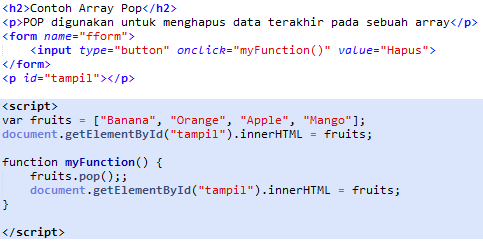 <h2>Contoh Array Pop</h2>
<p>POP digunakan untuk menghapus data terakhir pada sebuah array</p>
<form name="fform">
    <input type="button" onclick="myFunction()" value="Hapus">
</form>
<p id="tampil"></p>

<script>
var fruits = ["Banana", "Orange", "Apple", "Mango"];
document.getElementById("tampil").innerHTML = fruits;

function myFunction() {
    fruits.pop();;
    document.getElementById("tampil").innerHTML = fruits;
}

</script>